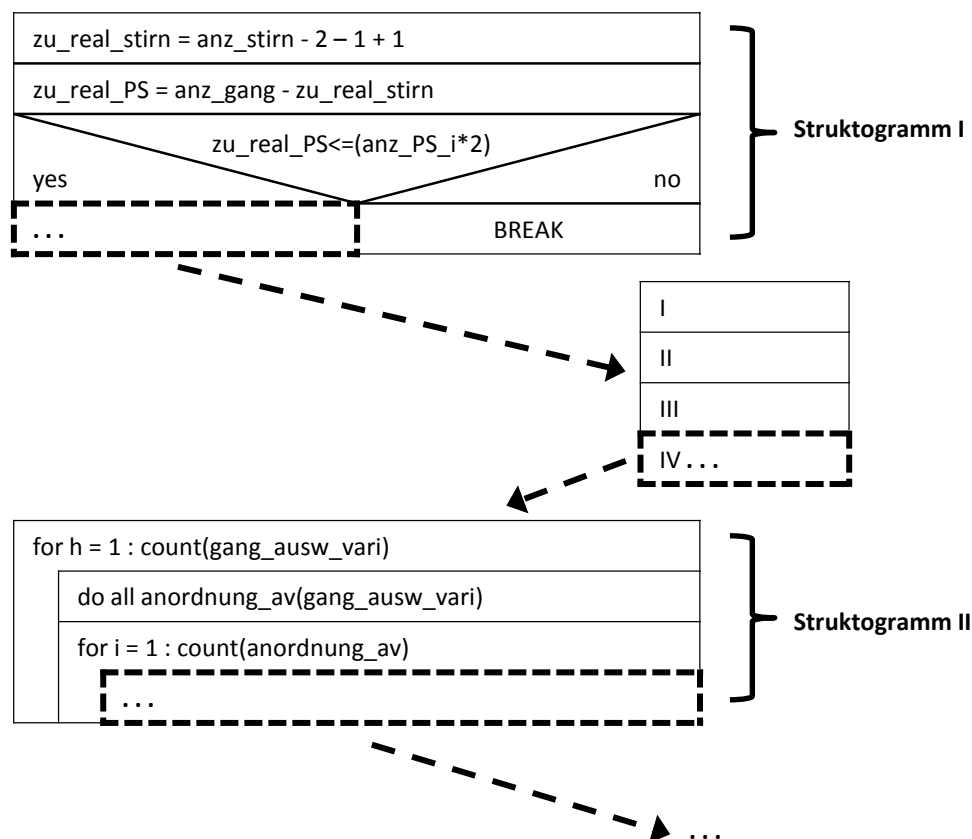 zu_real_stirn = anz_stirn - 2 – 1 + 1
zu_real_PS = anz_gang - zu_real_stirn
zu_real_PS<=(anz_PS_i*2)
yes
no
. . .
BREAK
Struktogramm I
I
II
III
IV . . .
for h = 1 : count(gang_ausw_vari)
do all anordnung_av(gang_ausw_vari)
for i = 1 : count(anordnung_av)
. . .
Struktogramm II
. . .